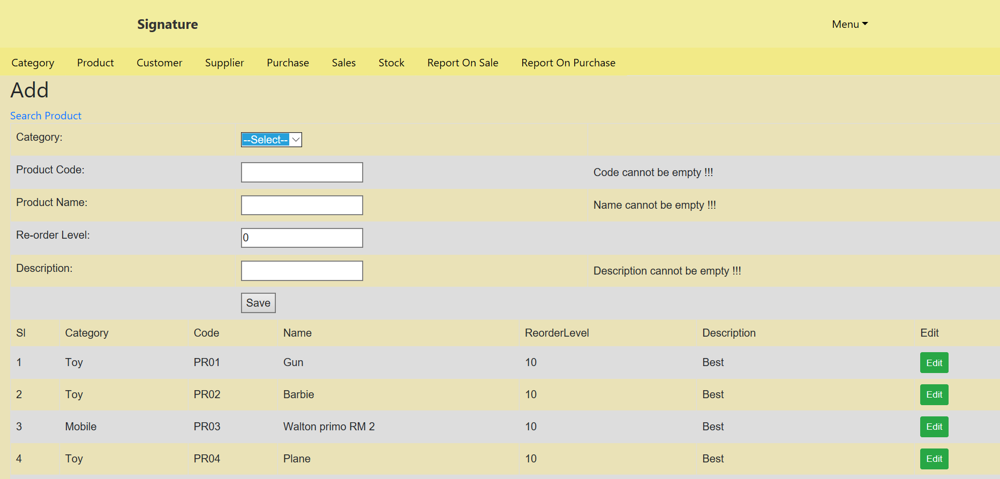 Signature Menu
Category Product Customer Supplier Purchase Sales Stock Report On Sale Report On Purchase
Add
Search Product
Category: --Select--
Product Code: Code cannot be empty !!!
Product Name: Name cannot be empty !!!
Re-order Level: 0
Description: Description cannot be empty !!!
Save
Sl Category Code Name ReorderLevel Description Edit
1 Toy PR01 Gun 10 Best Edit
2 Toy PR02 Barbie 10 Best Edit
3 Mobile PR03 Walton primo RM 2 10 Best Edit
4 Toy PR04 Plane 10 Best Edit